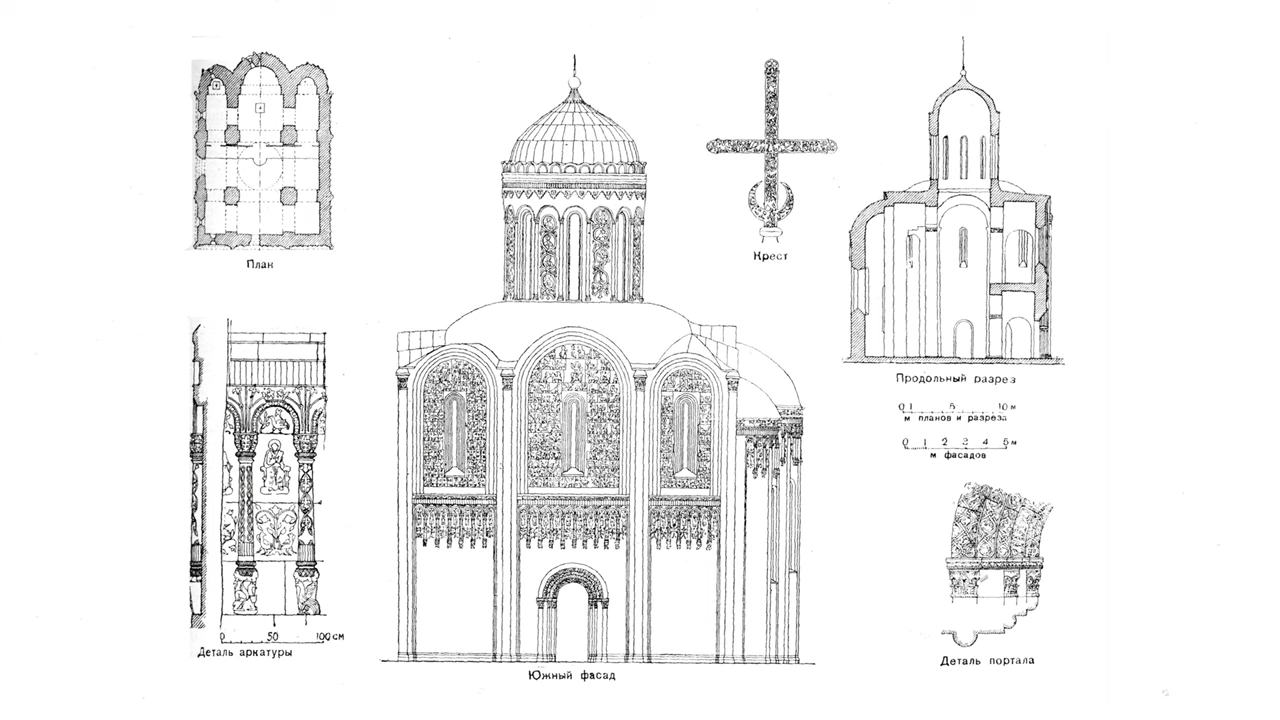 План
Крест
Продольный разрез
0 1 5 10 м
м планов и разреза
0 1 2 3 4 5 м
м фасадов
0 50 100 см
Деталь аркатуры
Южный фасад
Деталь портала